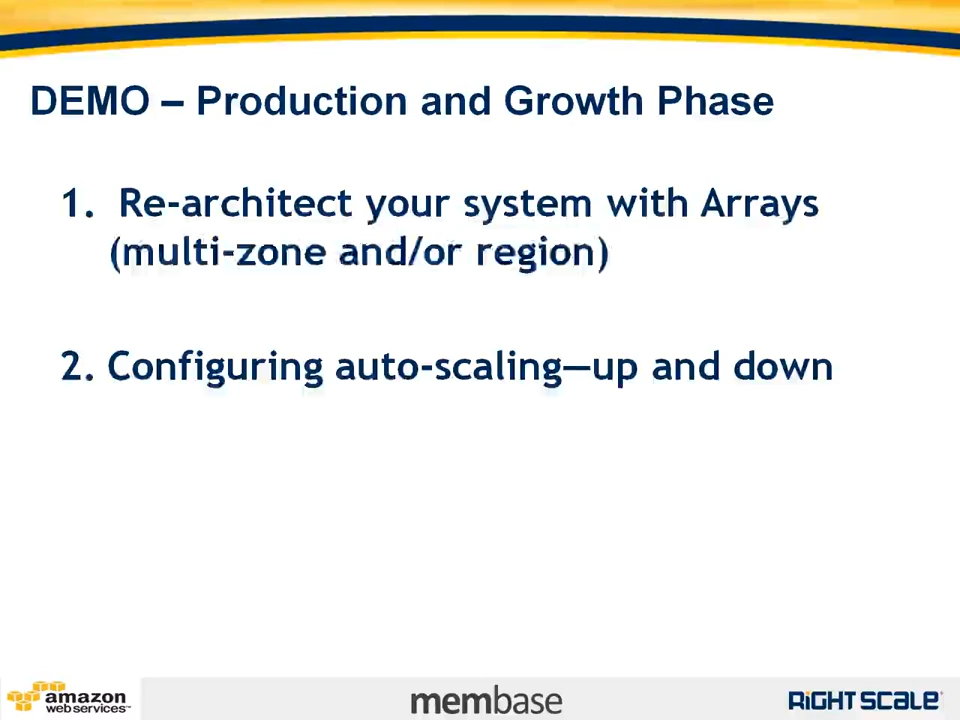 DEMO – Production and Growth Phase
1. Re-architect your system with Arrays
(multi-zone and/or region)
2. Configuring auto-scaling—up and down
amazon
webservices™
membase
RIGHTSCALE®